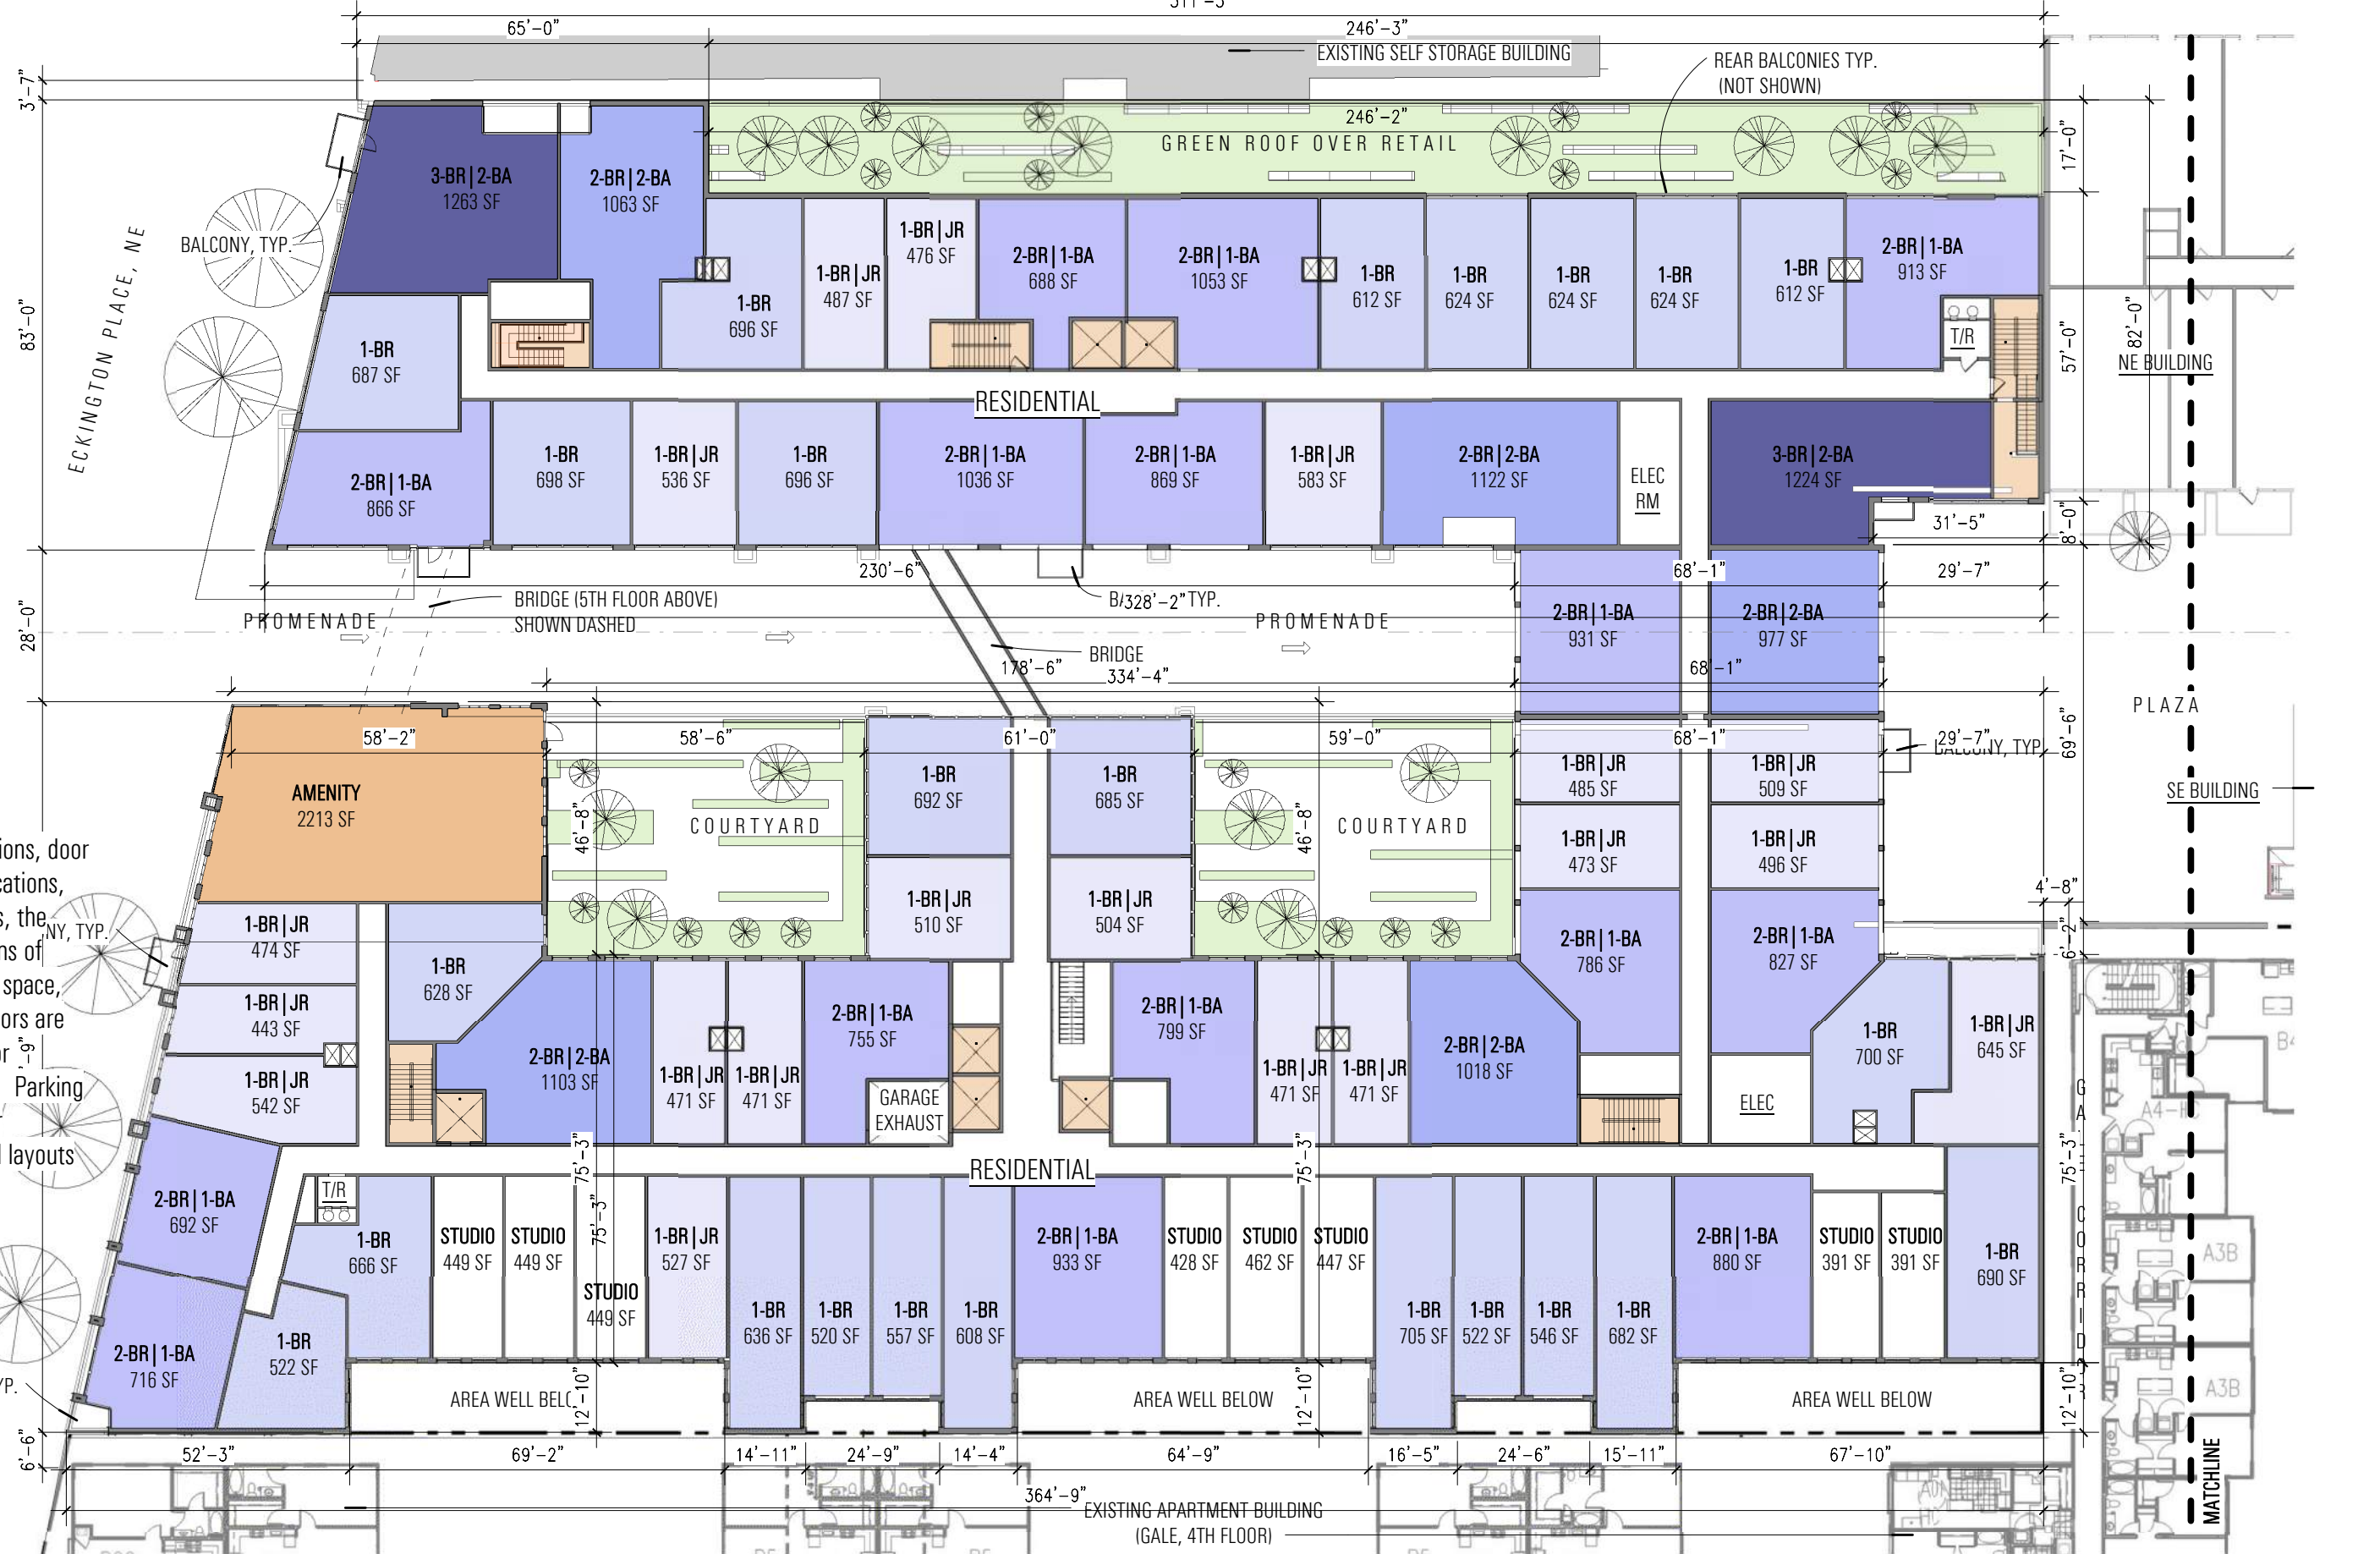 65'-0"
246'-3"
EXISTING SELF STORAGE BUILDING
REAR BALCONIES TYP.
(NOT SHOWN)
3'-7"
246'-2"
GREEN ROOF OVER RETAIL
17'-0"
BALCONY, TYP.
ECKINGTON PLACE, NE
83'-0"
3-BR|2-BA
1263 SF
2-BR|2-BA
1063 SF
1-BR
696 SF
1-BR|JR
487 SF
1-BR|JR
476 SF
2-BR|1-BA
688 SF
2-BR|1-BA
1053 SF
1-BR
612 SF
1-BR
624 SF
1-BR
624 SF
1-BR
624 SF
1-BR
612 SF
2-BR|1-BA
913 SF
T/R
57'-0"
82'-0"
NE BUILDING
1-BR
687 SF
RESIDENTIAL
2-BR|1-BA
866 SF
1-BR
698 SF
1-BR|JR
536 SF
1-BR
696 SF
2-BR|1-BA
1036 SF
2-BR|1-BA
869 SF
1-BR|JR
583 SF
2-BR|2-BA
1122 SF
ELEC
RM
3-BR|2-BA
1224 SF
31'-5"
8'-0"
230'-6"
68'-1"
29'-7"
28'-0"
BRIDGE (5TH FLOOR ABOVE)
SHOWN DASHED
328'-2"
TYP.
PROMENADE
PROMENADE
2-BR|1-BA
931 SF
2-BR|2-BA
977 SF
BRIDGE
178'-6"
334'-4"
68'-1"
PLAZA
58'-2"
58'-6"
61'-0"
59'-0"
68'-1"
29'-7"
TYP.
69'-6"
AMENITY
2213 SF
46'-8"
COURTYARD
1-BR
692 SF
1-BR
685 SF
46'-8"
COURTYARD
1-BR|JR
485 SF
1-BR|JR
509 SF
SE BUILDING
1-BR|JR
473 SF
1-BR|JR
496 SF
4'-8"
ions, door
cations,
s, the
ns of
space,
ors are
or
Parking
layouts
NY, TYP.
1-BR|JR
474 SF
1-BR
628 SF
1-BR|JR
510 SF
1-BR|JR
504 SF
2-BR|1-BA
786 SF
2-BR|1-BA
827 SF
6'-2"
1-BR|JR
443 SF
1-BR|JR
542 SF
2-BR|2-BA
1103 SF
1-BR|JR
471 SF
1-BR|JR
471 SF
2-BR|1-BA
755 SF
GARAGE
EXHAUST
2-BR|1-BA
799 SF
1-BR|JR
471 SF
1-BR|JR
471 SF
2-BR|2-BA
1018 SF
ELEC
1-BR
700 SF
1-BR|JR
645 SF
A4-HC
B4
75'-3"
75'-3"
75'-3"
75'-3"
RESIDENTIAL
2-BR|1-BA
692 SF
T/R
1-BR
666 SF
STUDIO
449 SF
STUDIO
449 SF
STUDIO
449 SF
1-BR|JR
527 SF
1-BR
636 SF
1-BR
520 SF
1-BR
557 SF
1-BR
608 SF
2-BR|1-BA
933 SF
STUDIO
428 SF
STUDIO
462 SF
STUDIO
447 SF
1-BR
705 SF
1-BR
522 SF
1-BR
546 SF
1-BR
682 SF
2-BR|1-BA
880 SF
STUDIO
391 SF
STUDIO
391 SF
1-BR
690 SF
A3B
A3B
2-BR|1-BA
716 SF
1-BR
522 SF
YP.
AREA WELL BELO
12'-10"
AREA WELL BELOW
12'-10"
AREA WELL BELOW
12'-10"
6'-6"
52'-3"
69'-2"
14'-11"
24'-9"
14'-4"
64'-9"
16'-5"
24'-6"
15'-11"
67'-10"
364'-9"
EXISTING APARTMENT BUILDING
(GALE, 4TH FLOOR)
MATCHLINE